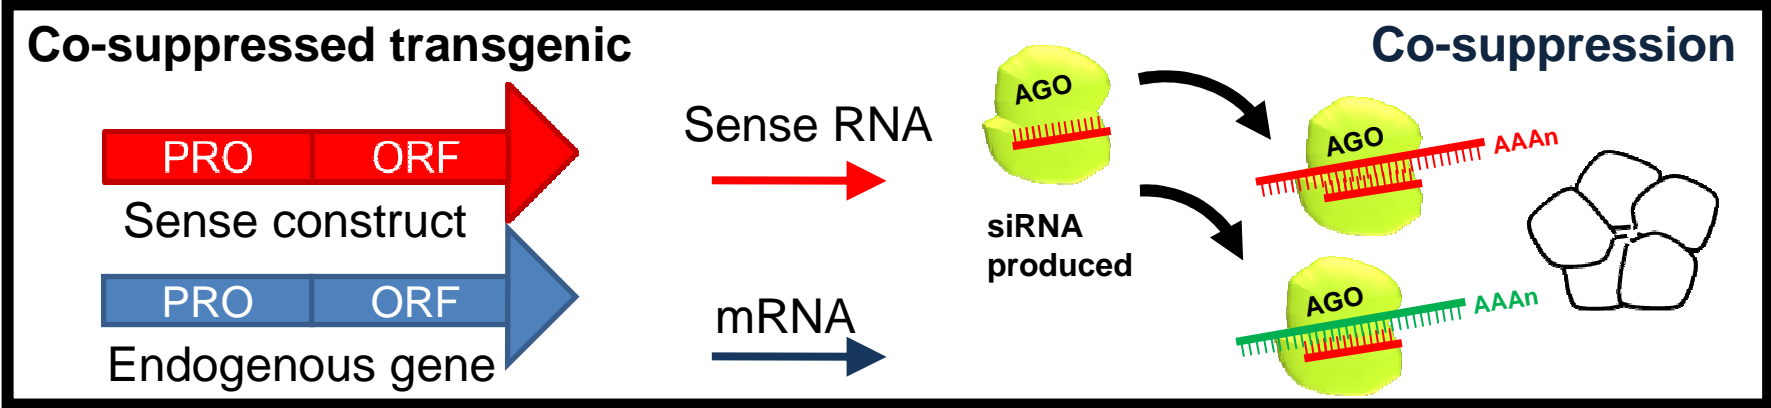 Co-suppressed transgenic
Co-suppression
PRO ORF
Sense construct
PRO ORF
Endogenous gene
Sense RNA
mRNA
AGO
siRNA
produced
AGO
AAAn
AGO
AAAn